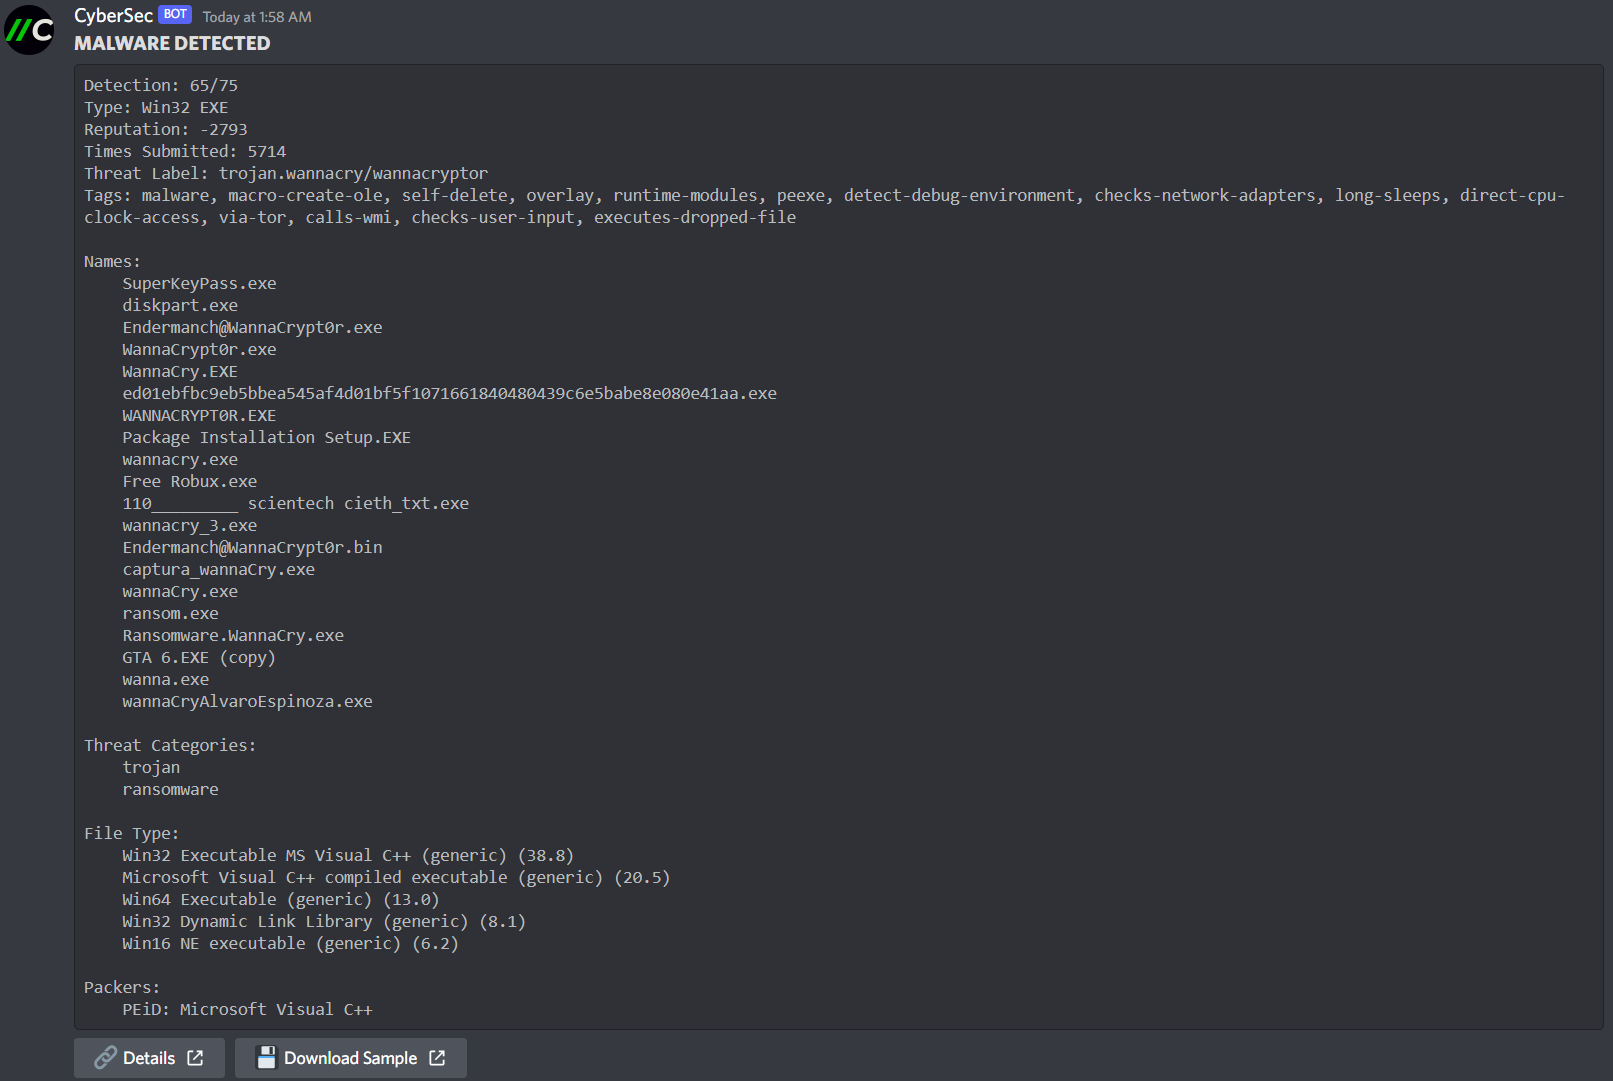 //C
CyberSec BOT Today at 1:58 AM
MALWARE DETECTED
Detection: 65/75
Type: Win32 EXE
Reputation: -2793
Times Submitted: 5714
Threat Label: trojan.wannacry/wannacryptor
Tags: malware, macro-create-ole, self-delete, overlay, runtime-modules, peexe, detect-debug-environment, checks-network-adapters, long-sleeps, direct-cpu-
clock-access, via-tor, calls-wmi, checks-user-input, executes-dropped-file
Names:
SuperKeyPass.exe
diskpart.exe
Endermanch@WannaCrypt0r.exe
WannaCrypt0r.exe
WannaCry.EXE
ed01ebfbc9eb5bbea545af4d01bf5f1071661840480439c6e5babe8e080e41aa.exe
WANNACRYPT0R.EXE
Package Installation Setup.EXE
wannacry.exe
Free Robux.exe
110_________ scientech cieth_txt.exe
wannacry_3.exe
Endermanch@WannaCrypt0r.bin
captura_wannaCry.exe
wannaCry.exe
ransom.exe
Ransomware.WannaCry.exe
GTA 6.EXE (copy)
wanna.exe
wannaCryAlvaroEspinoza.exe
Threat Categories:
trojan
ransomware
File Type:
Win32 Executable MS Visual C++ (generic) (38.8)
Microsoft Visual C++ compiled executable (generic) (20.5)
Win64 Executable (generic) (13.0)
Win32 Dynamic Link Library (generic) (8.1)
Win16 NE executable (generic) (6.2)
Packers:
PEiD: Microsoft Visual C++
Details Download Sample